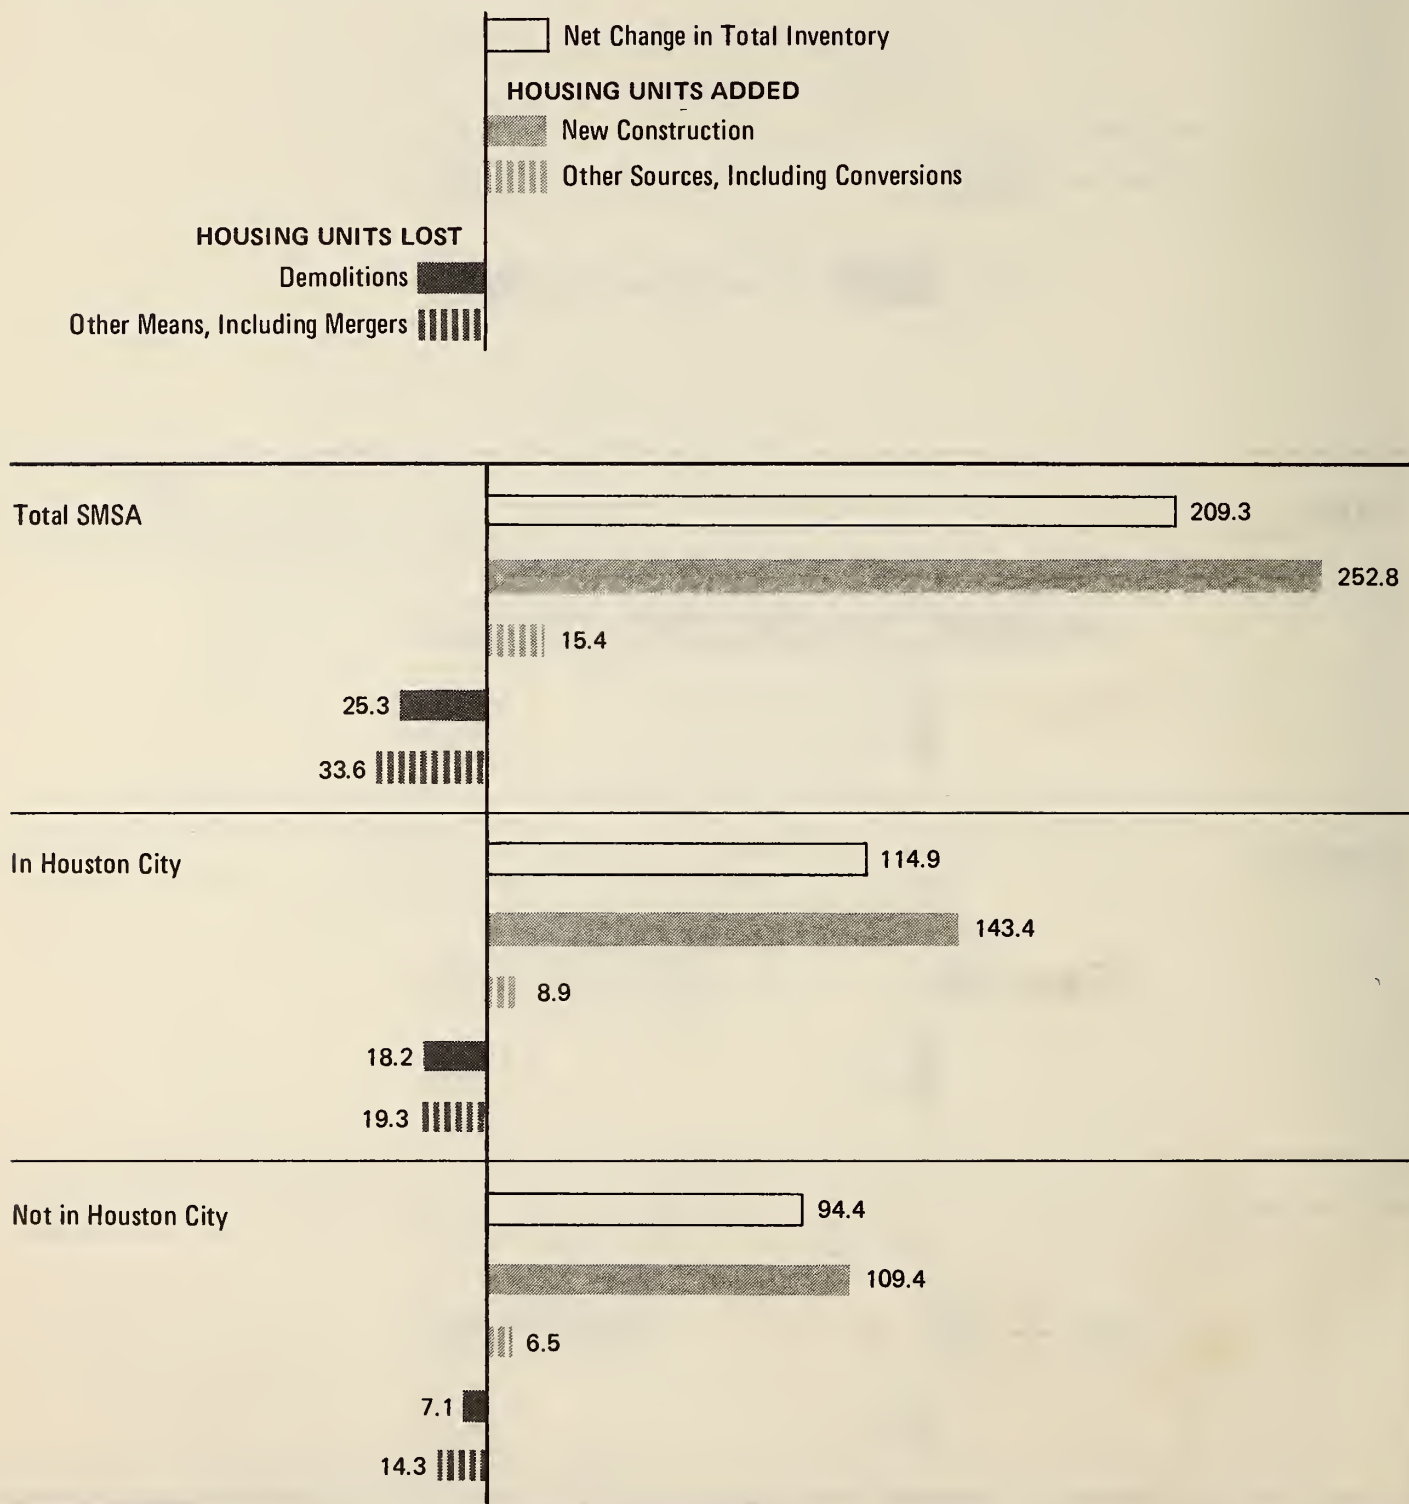 Net Change in Total Inventory
HOUSING UNITS ADDED
New Construction
Other Sources, Including Conversions
HOUSING UNITS LOST
Demolitions
Other Means, Including Mergers
Total SMSA
209.3
252.8
15.4
25.3
33.6
In Houston City
114.9
143.4
8.9
18.2
19.3
Not in Houston City
94.4
109.4
6.5
7.1
14.3